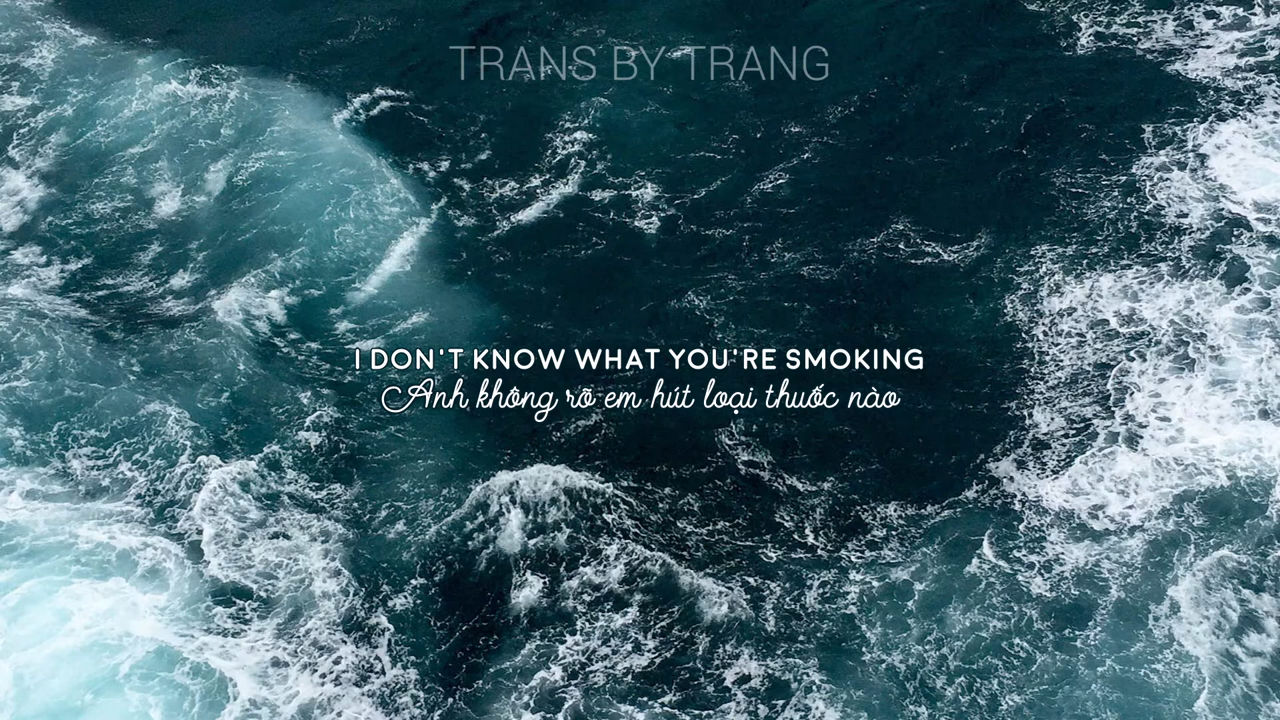 TRANS BY TRANG
I DON'T KNOW WHAT YOU'RE SMOKING
Anh không rõ em hút loại thuốc nào